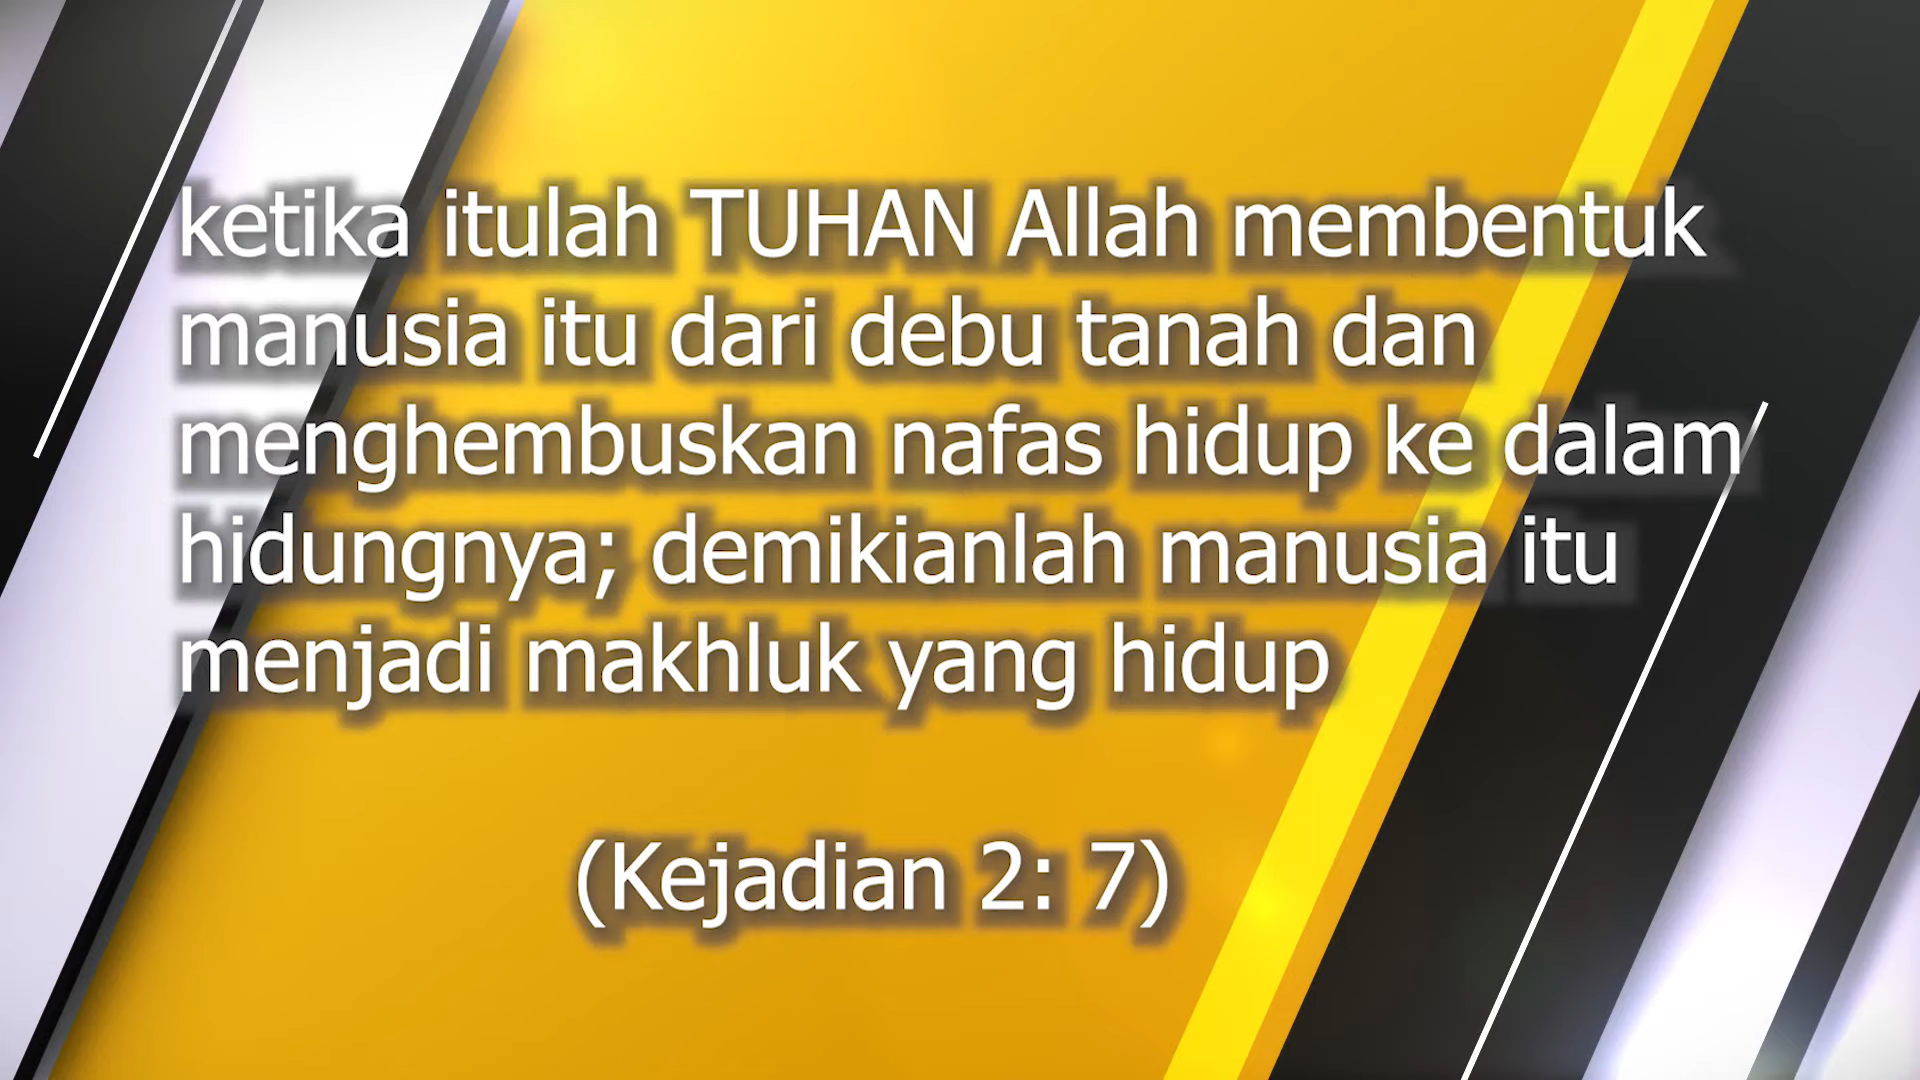 ketika itulah TUHAN Allah membentuk
manusia itu dari debu tanah dan
menghembuskan nafas hidup ke dalam
hidungnya; demikianlah manusia itu
menjadi makhluk yang hidup
(Kejadian 2: 7)